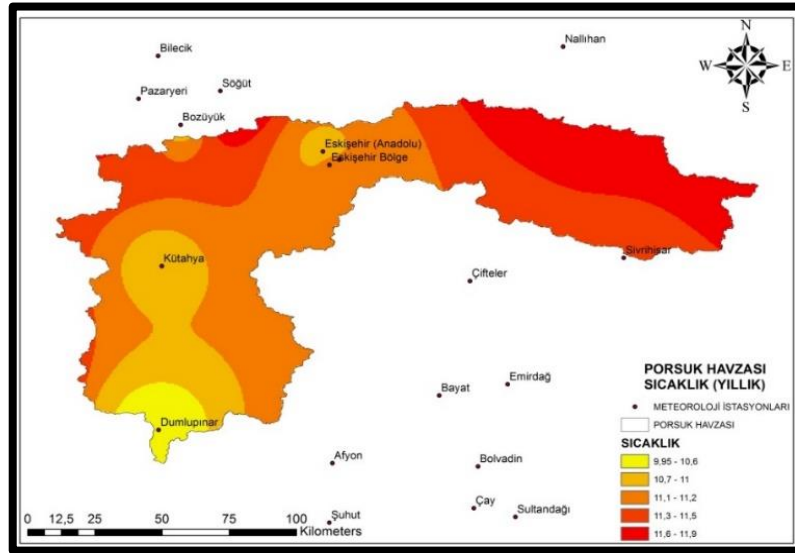 Bilecik
Nallıhan
N
W E
S
Pazaryeri
Söğüt
Bozüyük
Eskişehir (Anadolu)
Eskişehir Bölge
Sivrihisar
Kütahya
Çifteler
Emirdağ
Bayat
Dumlupınar
Afyon
Bolvadin
Çay
Sultandağı
Şuhut
PORSUK HAVZASI
SICAKLIK (YILLIK)
METEOROLOJİ İSTASYONLARI
PORSUK HAVZASI
SICAKLIK
9,95 - 10,6
10,7 - 11
11,1 - 11,2
11,3 - 11,5
11,6 - 11,9
0 12,5 25 50 75 100
Kilometers